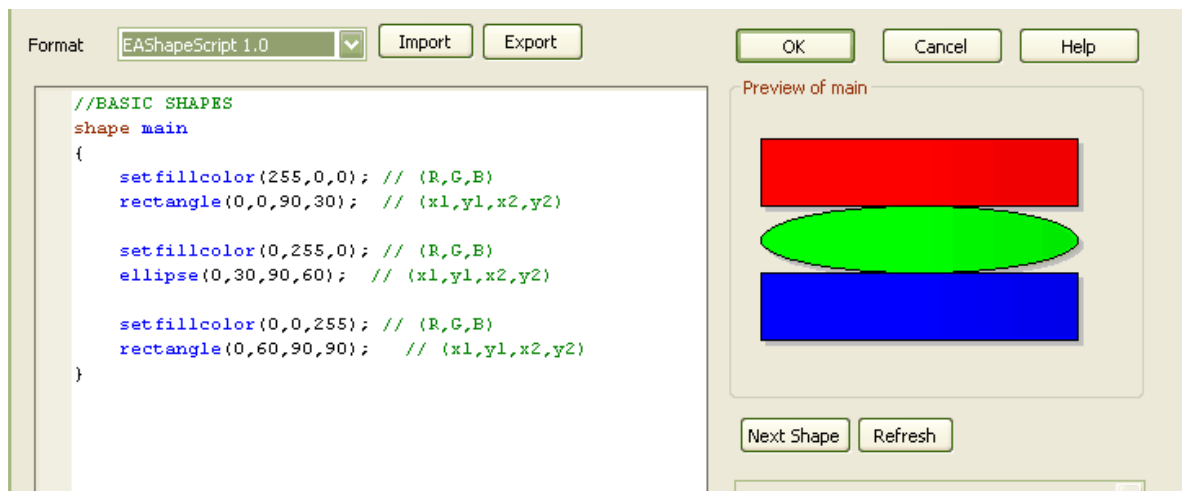 Format EAShapeScript 1.0 Import Export OK Cancel Help
//BASIC SHAPES
shape main
{
setfillcolor(255,0,0); // (R,G,B)
rectangle(0,0,90,30); // (x1,y1,x2,y2)
setfillcolor(0,255,0); // (R,G,B)
ellipse(0,30,90,60); // (x1,y1,x2,y2)
setfillcolor(0,0,255); // (R,G,B)
rectangle(0,60,90,90); // (x1,y1,x2,y2)
}
Preview of main
Next Shape Refresh